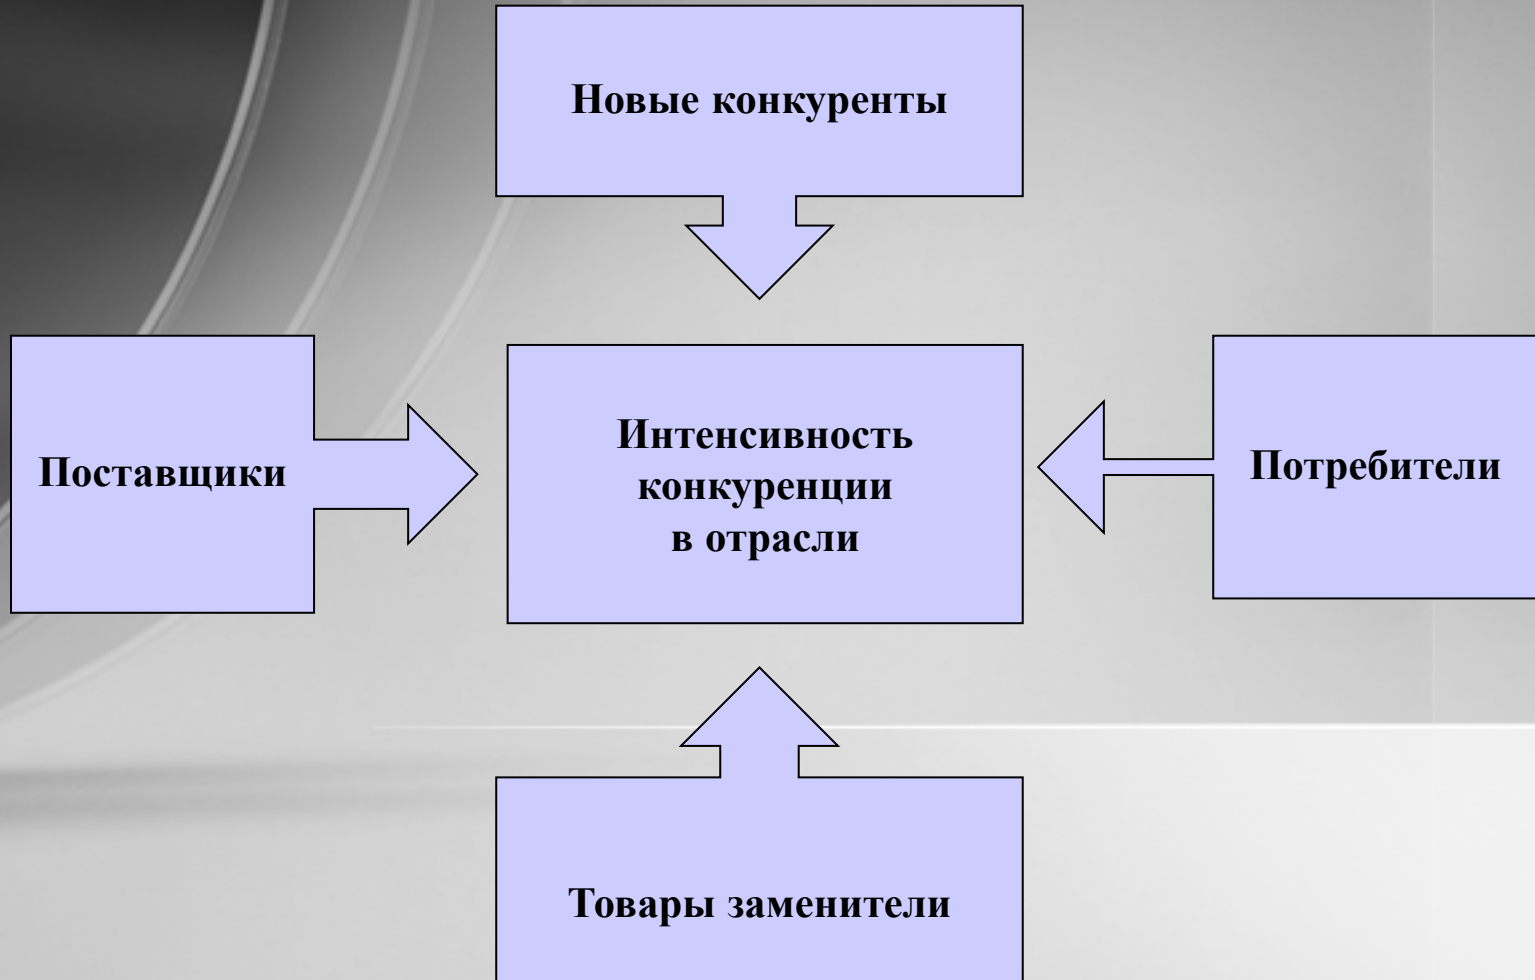 Новые конкуренты
Поставщики
Интенсивность
конкуренции
в отрасли
Потребители
Товары заменители